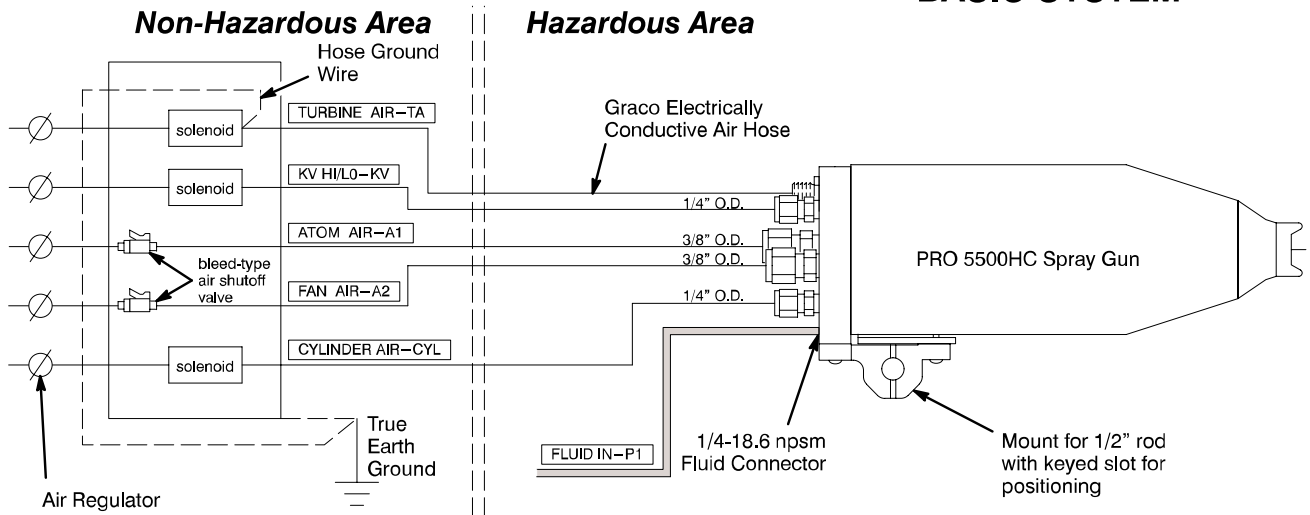 BASIC SYSTEM
Non-Hazardous Area
Hazardous Area
Hose Ground
Wire
TURBINE AIR–TA
solenoid
Graco Electrically
Conductive Air Hose
KV HI/L0–KV
solenoid
1/4" O.D.
ATOM AIR–A1
3/8" O.D.
bleed-type
air shutoff
valve
3/8" O.D.
PRO 5500HC Spray Gun
FAN AIR–A2
1/4" O.D.
CYLINDER AIR–CYL
solenoid
True
Earth
Ground
FLUID IN–P1
1/4-18.6 npsm
Fluid Connector
Mount for 1/2" rod
with keyed slot for
positioning
Air Regulator